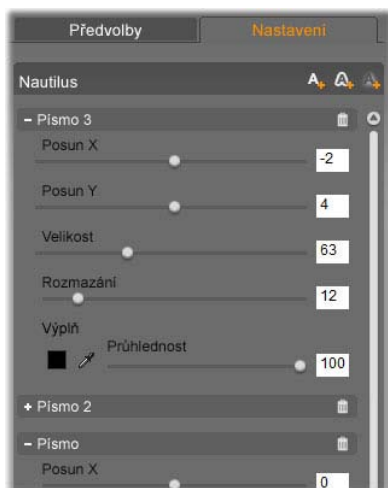 Předvolby Nastavení
Nautilus A+ A+ A+
– Písmo 3
Posun X
-2
Posun Y
4
Velikost
63
Rozmazání
12
Výplň
Průhlednost
100
+ Písmo 2
– Písmo
Posun X
0